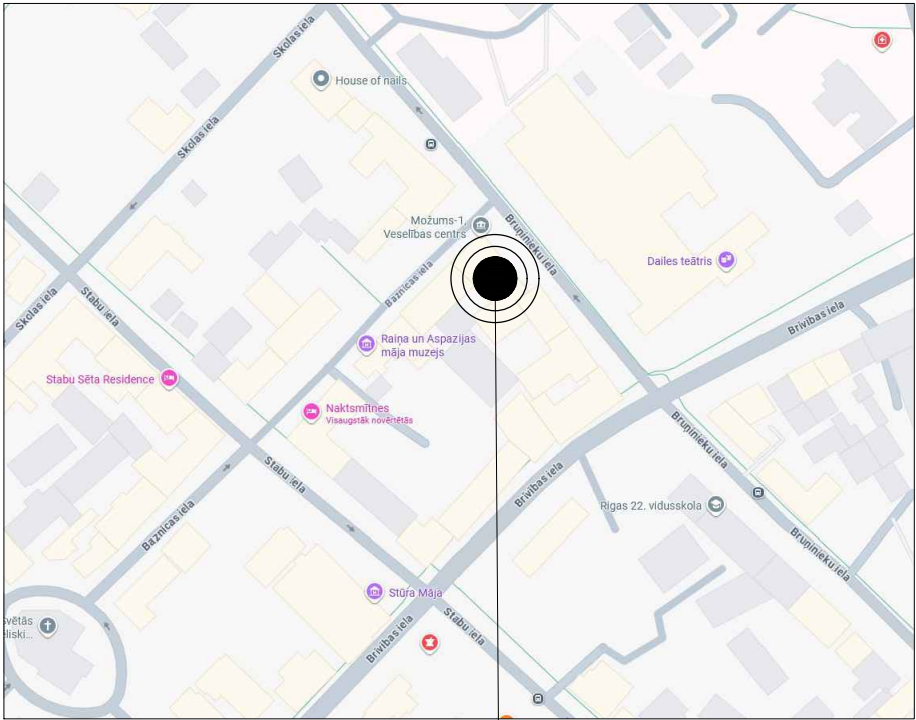 Skolas iela
House of nails
Skolas iela
Možums-1,
Veselības centrs
Bruņinieku iela
Dailes teātris
Baznīcas iela
Skolas iela
Stabu iela
Brīvības iela
Raiņa un Aspazijas
māja muzejs
Stabu Sēta Residence
Naktsmītnes
Visaugstāk novērtētās
Bruņinieku iela
Stabu iela
Brīvības iela
Rīgas 22. vidusskola
Baznīcas iela
Bruņinieku iela
Stūra Māja
svētās
eliski...
Brīvības iela
Stabu iela